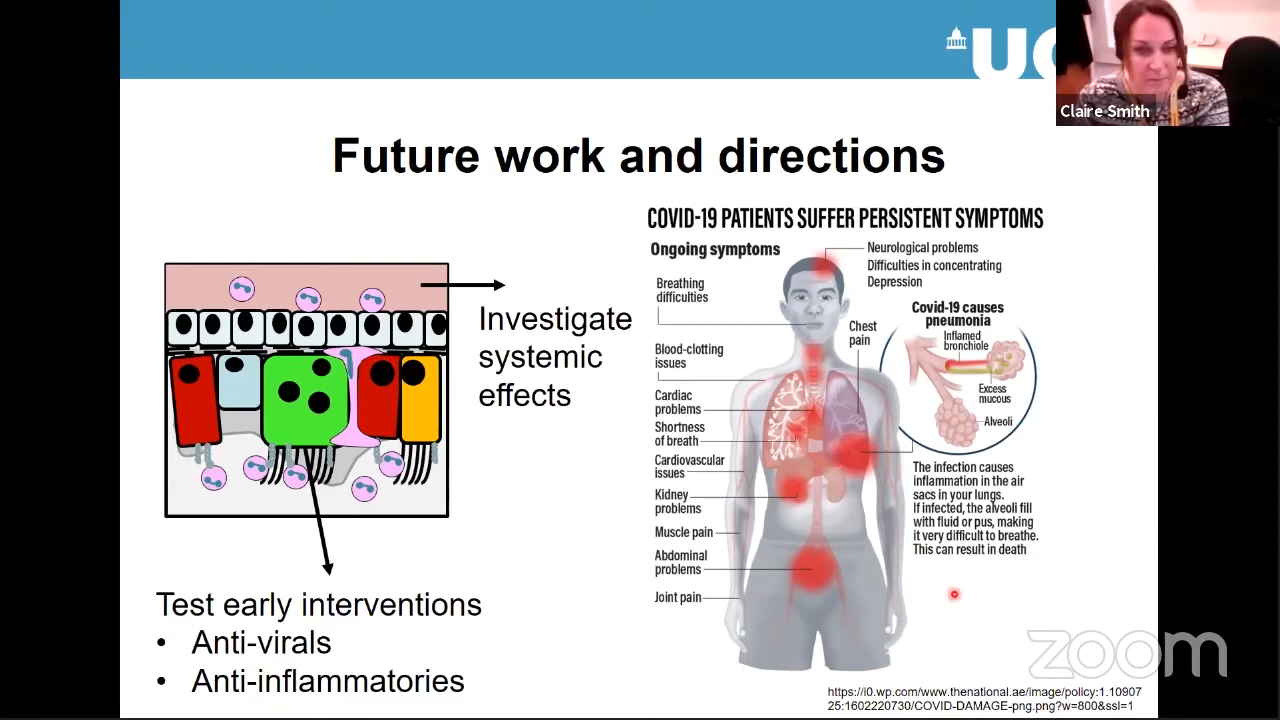 UC
Claire Smith
Future work and directions
COVID-19 PATIENTS SUFFER PERSISTENT SYMPTOMS
Ongoing symptoms
Neurological problems
Difficulties in concentrating
Depression
Breathing
difficulties
Chest
pain
Covid-19 causes
pneumonia
Inflamed
bronchiole
Excess
mucous
Alveoli
Blood-clotting
issues
Cardiac
problems
Shortness
of breath
Cardiovascular
issues
Kidney
problems
Muscle pain
Abdominal
problems
Joint pain
The infection causes
inflammation in the air
sacs in your lungs.
If infected, the alveoli fill
with fluid or pus, making
it very difficult to breathe.
This can result in death
Investigate
systemic
effects
Test early interventions
• Anti-virals
• Anti-inflammatories
zoom
https://i0.wp.com/www.thenational.ae/image/policy:1.10907
25:1602220730/COVID-DAMAGE-png.png?w=800&ssl=1